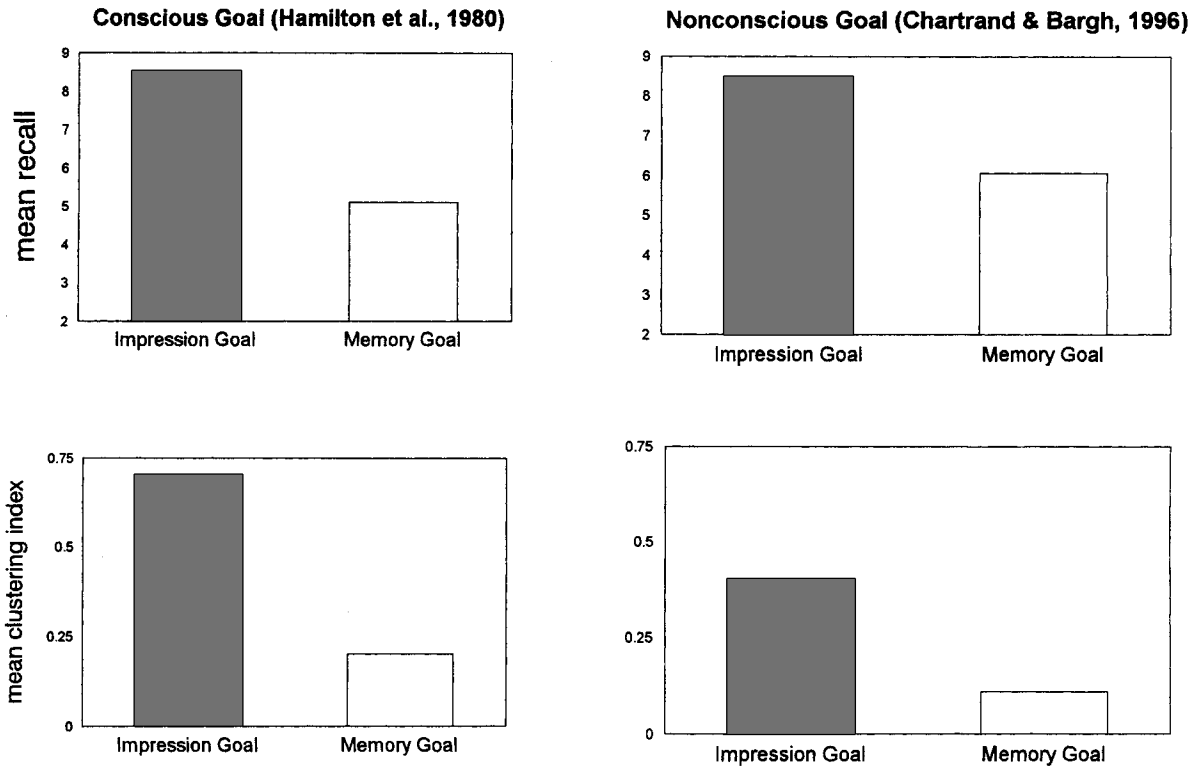 Conscious Goal (Hamilton et al., 1980)
9
8
7
6
5
4
3
2
mean recall
Impression Goal
Memory Goal
Nonconscious Goal (Chartrand & Bargh, 1996)
9
8
7
6
5
4
3
2
Impression Goal
Memory Goal
0.75
0.5
0.25
0
mean clustering index
Impression Goal
Memory Goal
0.75
0.5
0.25
0
Impression Goal
Memory Goal